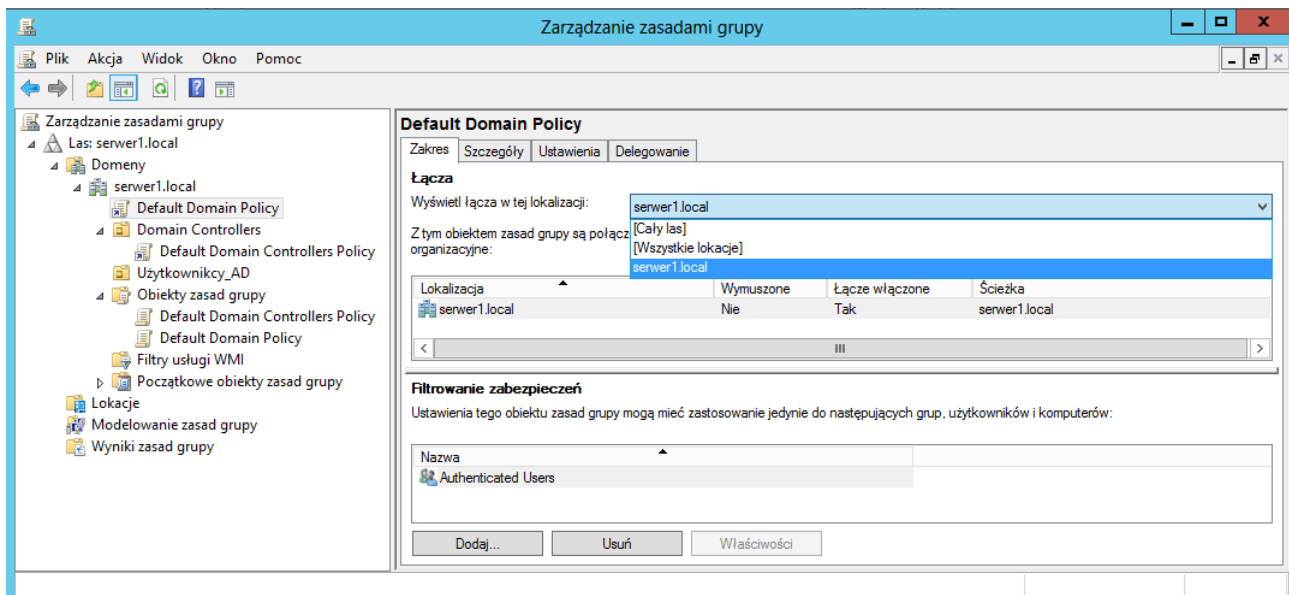 Zarządzanie zasadami grupy
Plik Akcja Widok Okno Pomoc
Zarządzanie zasadami grupy
Las: serwer1.local
Domeny
serwer1.local
Default Domain Policy
Domain Controllers
Default Domain Controllers Policy
Użytkownikcy_AD
Obiekty zasad grupy
Default Domain Controllers Policy
Default Domain Policy
Filtry usługi WMI
Początkowe obiekty zasad grupy
Lokacje
Modelowanie zasad grupy
Wyniki zasad grupy
Default Domain Policy
Zakres Szczegóły Ustawienia Delegowanie
Łącza
Wyświetl łącza w tej lokalizacji: serwer1.local
[Cały las]
[Wszystkie lokacje]
serwer1.local
Z tym obiektem zasad grupy są połącz
organizacyjne:
Lokalizacja Wymuszone Łącze włączone Ścieżka
serwer1.local Nie Tak serwer1.local
Filtrowanie zabezpieczeń
Ustawienia tego obiektu zasad grupy mogą mieć zastosowanie jedynie do następujących grup, użytkowników i komputerów:
Nazwa
Authenticated Users
Dodaj... Usuń Właściwości